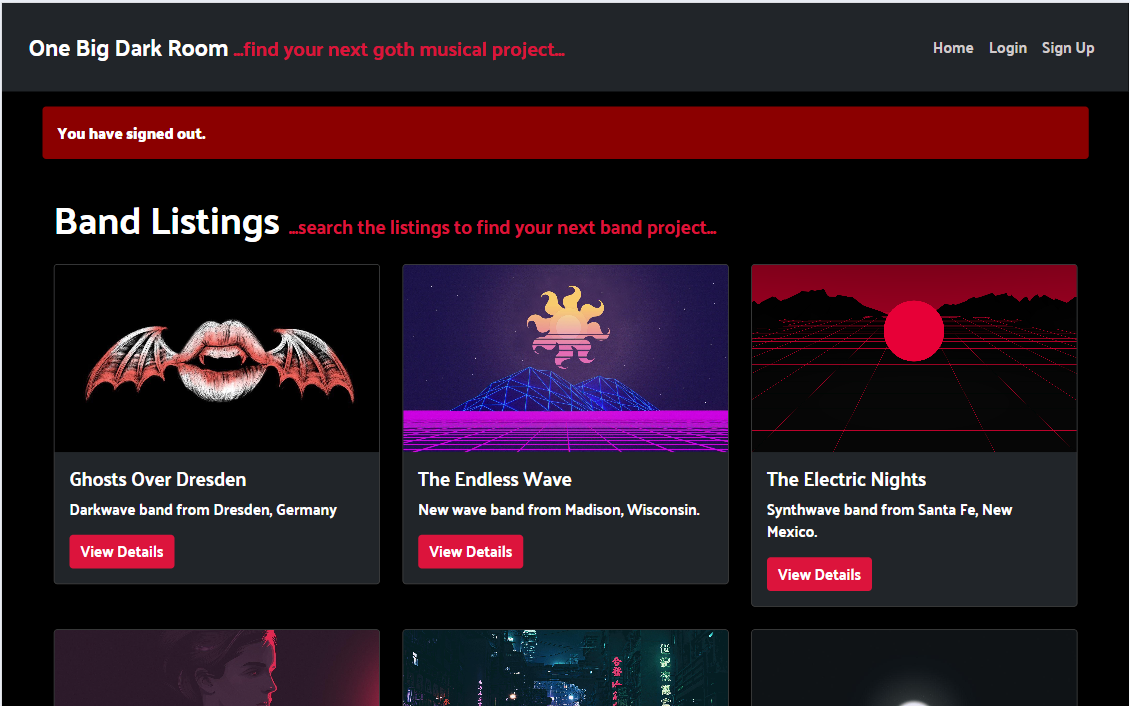 One Big Dark Room ...find your next goth musical project...
Home Login Sign Up
You have signed out.
Band Listings ...search the listings to find your next band project...
Ghosts Over Dresden
Darkwave band from Dresden, Germany
View Details
The Endless Wave
New wave band from Madison, Wisconsin.
View Details
The Electric Nights
Synthwave band from Santa Fe, New
Mexico.
View Details